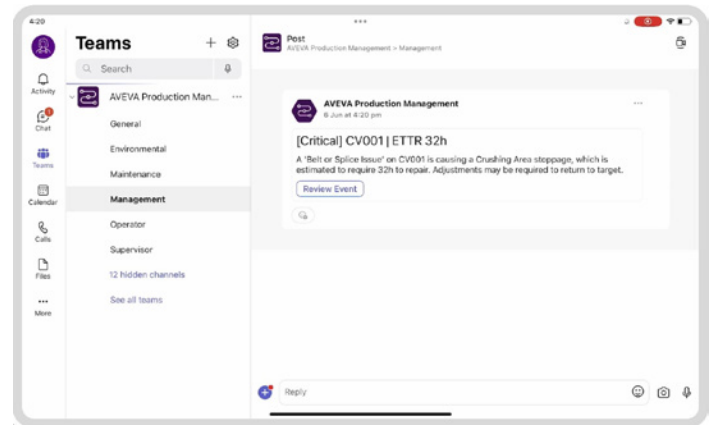 4:20
Teams
Search
Activity
Chat
Teams
Calendar
Calls
Files
More
AVEVA Production Man...
General
Environmental
Maintenance
Management
Operator
Supervisor
12 hidden channels
See all teams
Post
AVEVA Production Management > Management
AVEVA Production Management
6 Jun at 4:20 pm
[Critical] CV001 | ETTR 32h
A 'Belt or Splice Issue' on CV001 is causing a Crushing Area stoppage, which is
estimated to require 32h to repair. Adjustments may be required to return to target.
Review Event
Reply